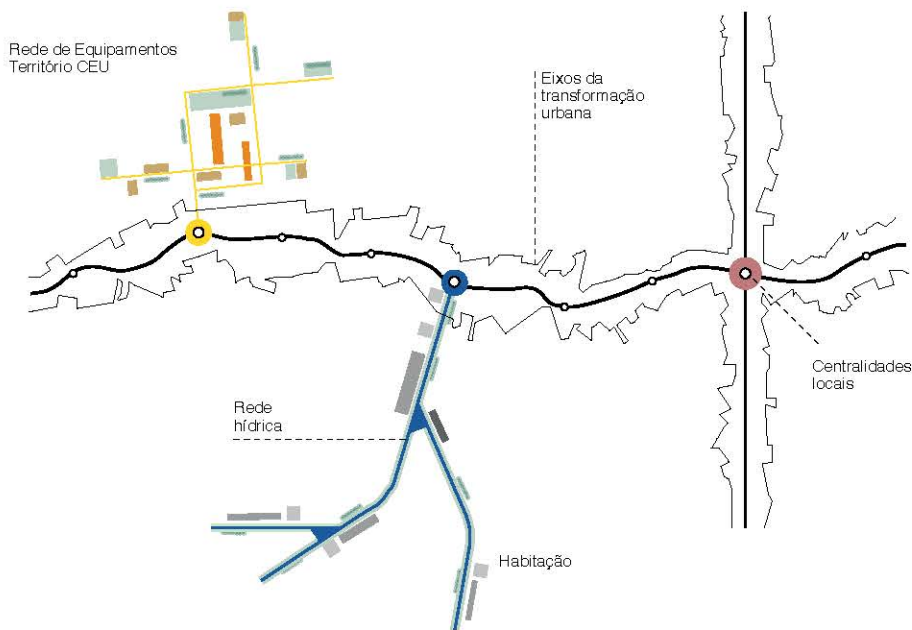 Rede de Equipamentos
Território CEU
Eixos da
transformação
urbana
Centralidades
locais
Rede
hídrica
Habitação